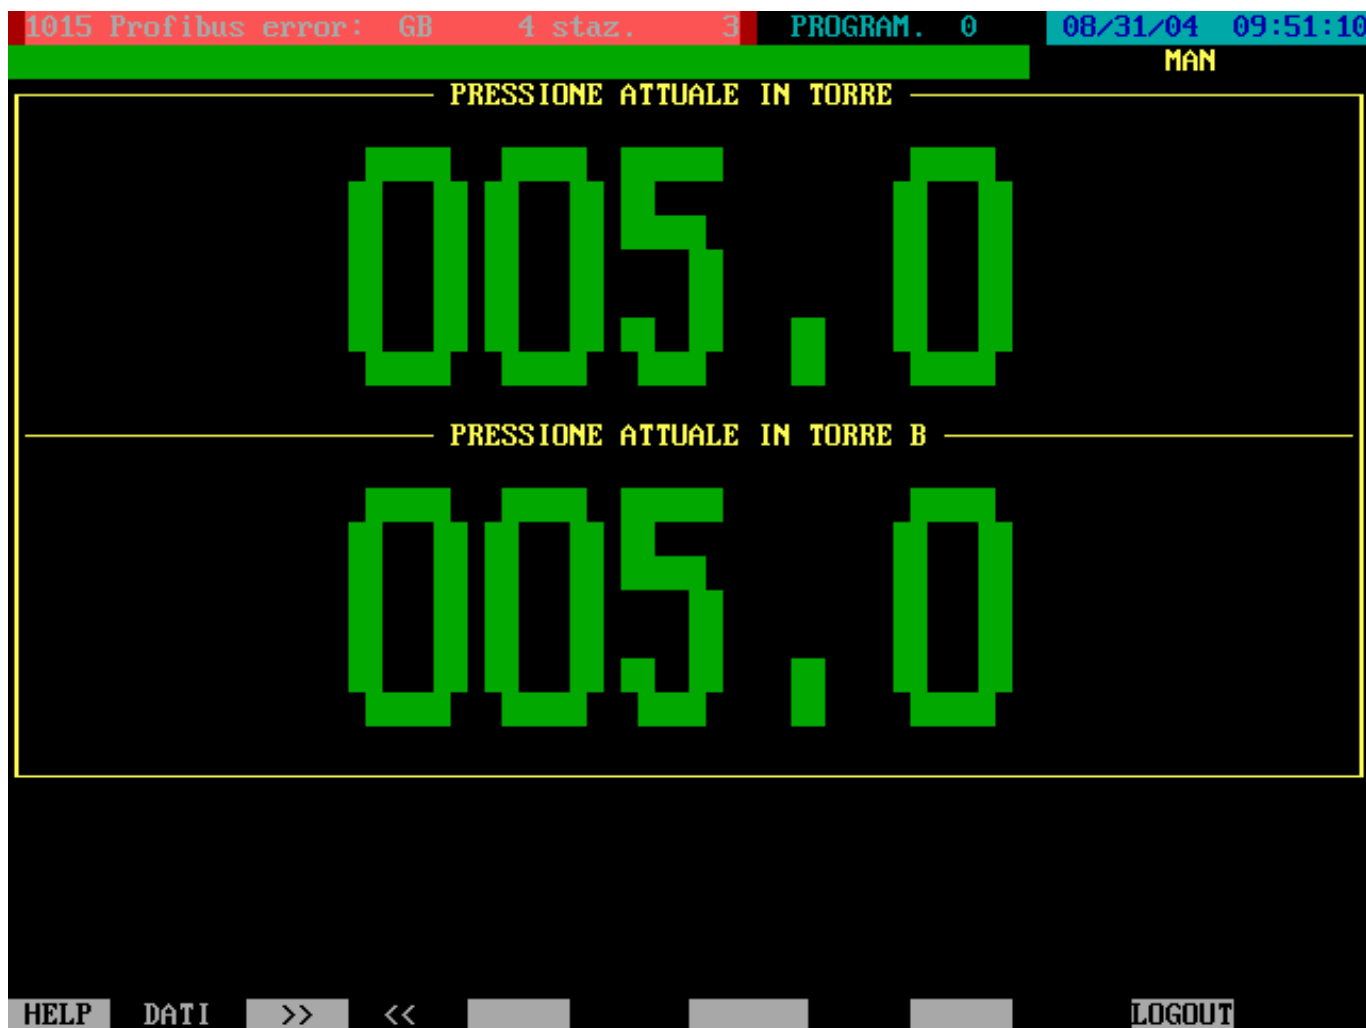 1015 Profibus error: GB 4 staz. 3 PROGRAM. 0 08/31/04 09:51:10
MAN
PRESSIONE ATTUALE IN TORRE
005.0
PRESSIONE ATTUALE IN TORRE B
005.0
HELP DATI >> << LOGOUT